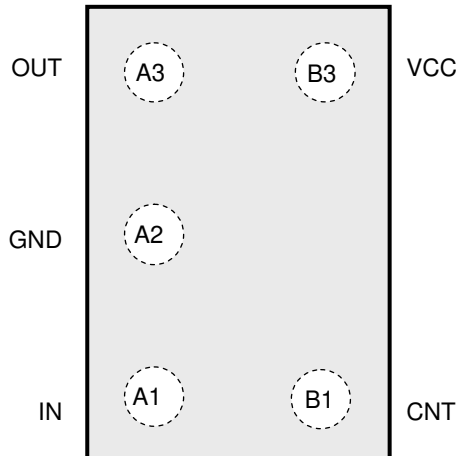 OUT A3 B3 VCC
GND A2
IN A1 B1 CNT